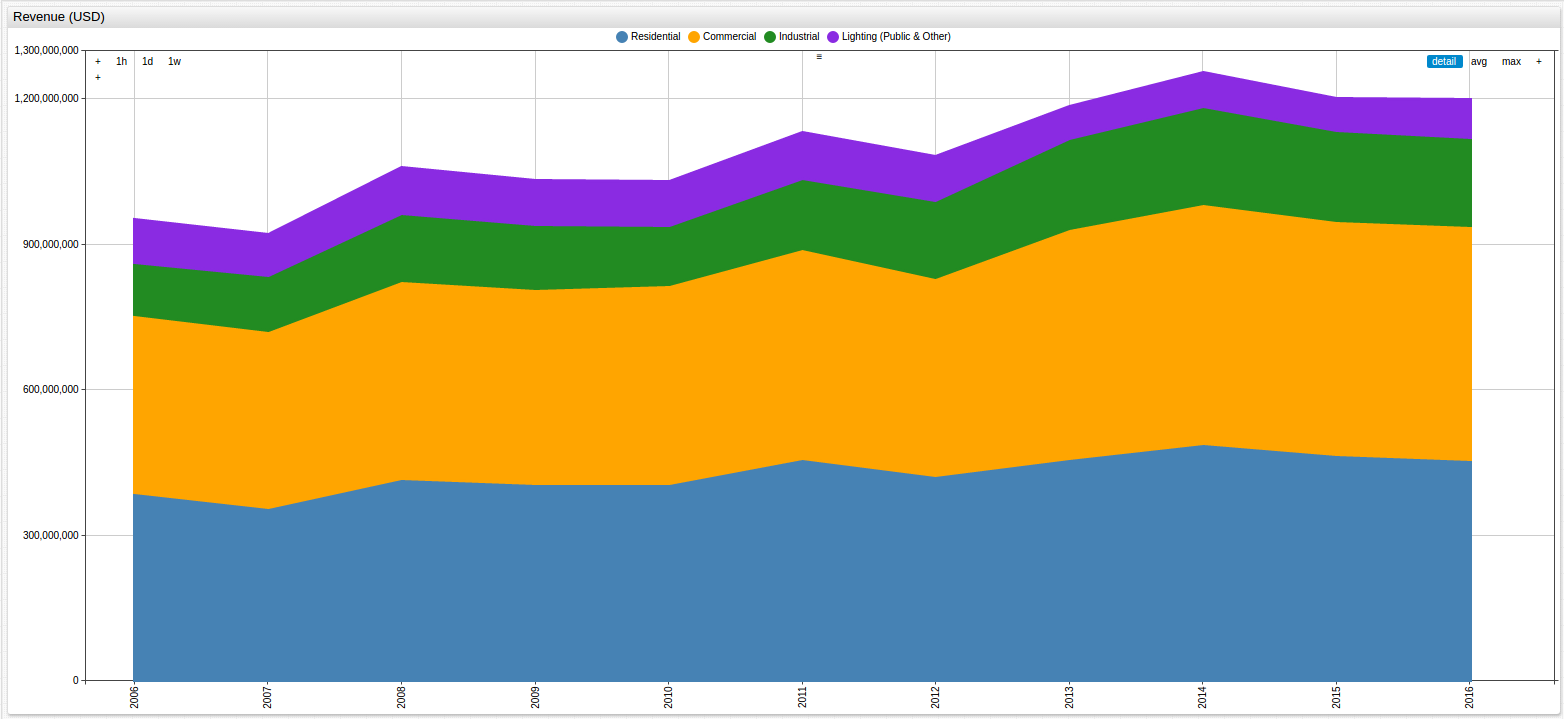 Revenue (USD)
Residential Commercial Industrial Lighting (Public & Other)
1,300,000,000
+ 1h 1d 1w
≡
detail avg max +
+
1,200,000,000
900,000,000
600,000,000
300,000,000
0
2006 2007 2008 2009 2010 2011 2012 2013 2014 2015 2016